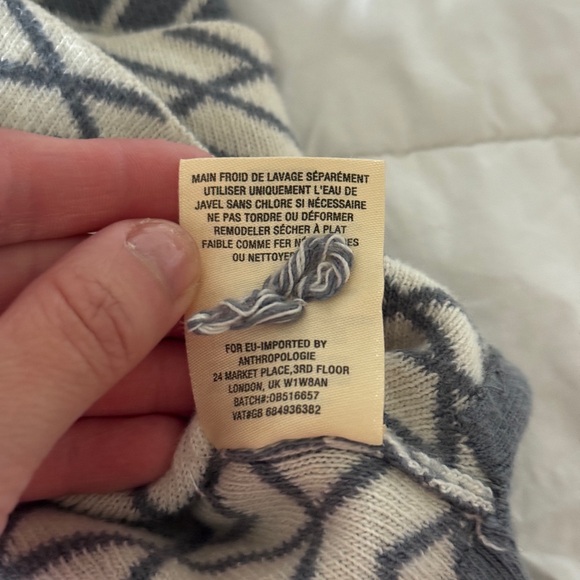 MAIN FROID DE LAVAGE SÉPARÉMENT
UTILISER UNIQUEMENT L'EAU DE
JAVEL SANS CHLORE SI NÉCESSAIRE
NE PAS TORDRE OU DÉFORMER
REMODELER SÉCHER À PLAT
FAIBLE COMME FER
OU
FOR EU-IMPORTED BY
ANTHROPOLOGIE
24 MARKET PLACE,3RD FLOOR
LONDON, UK W1W8AN
BATCH#:OB516657
VAT#GB 684936382